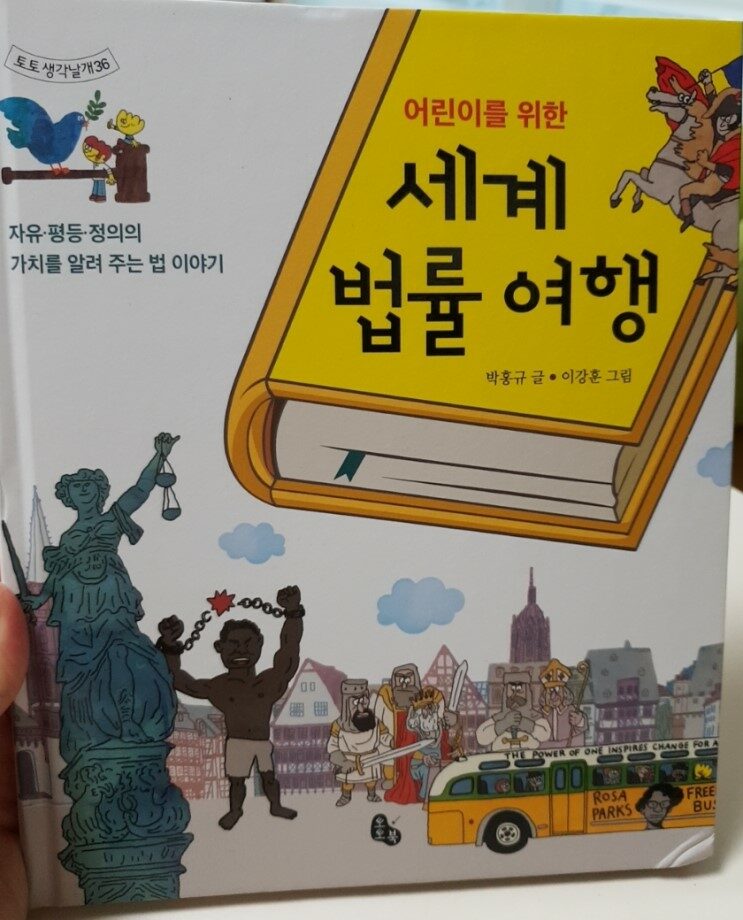 토토 생각날개36
어린이를 위한
세계
법률 여행
자유·평등·정의의
가치를 알려 주는 법 이야기
박홍규 글 • 이강훈 그림
THE POWER OF ONE INSPIRES CHANGE FOR A
ROSA
PARKS
FREE
BUS
오오북